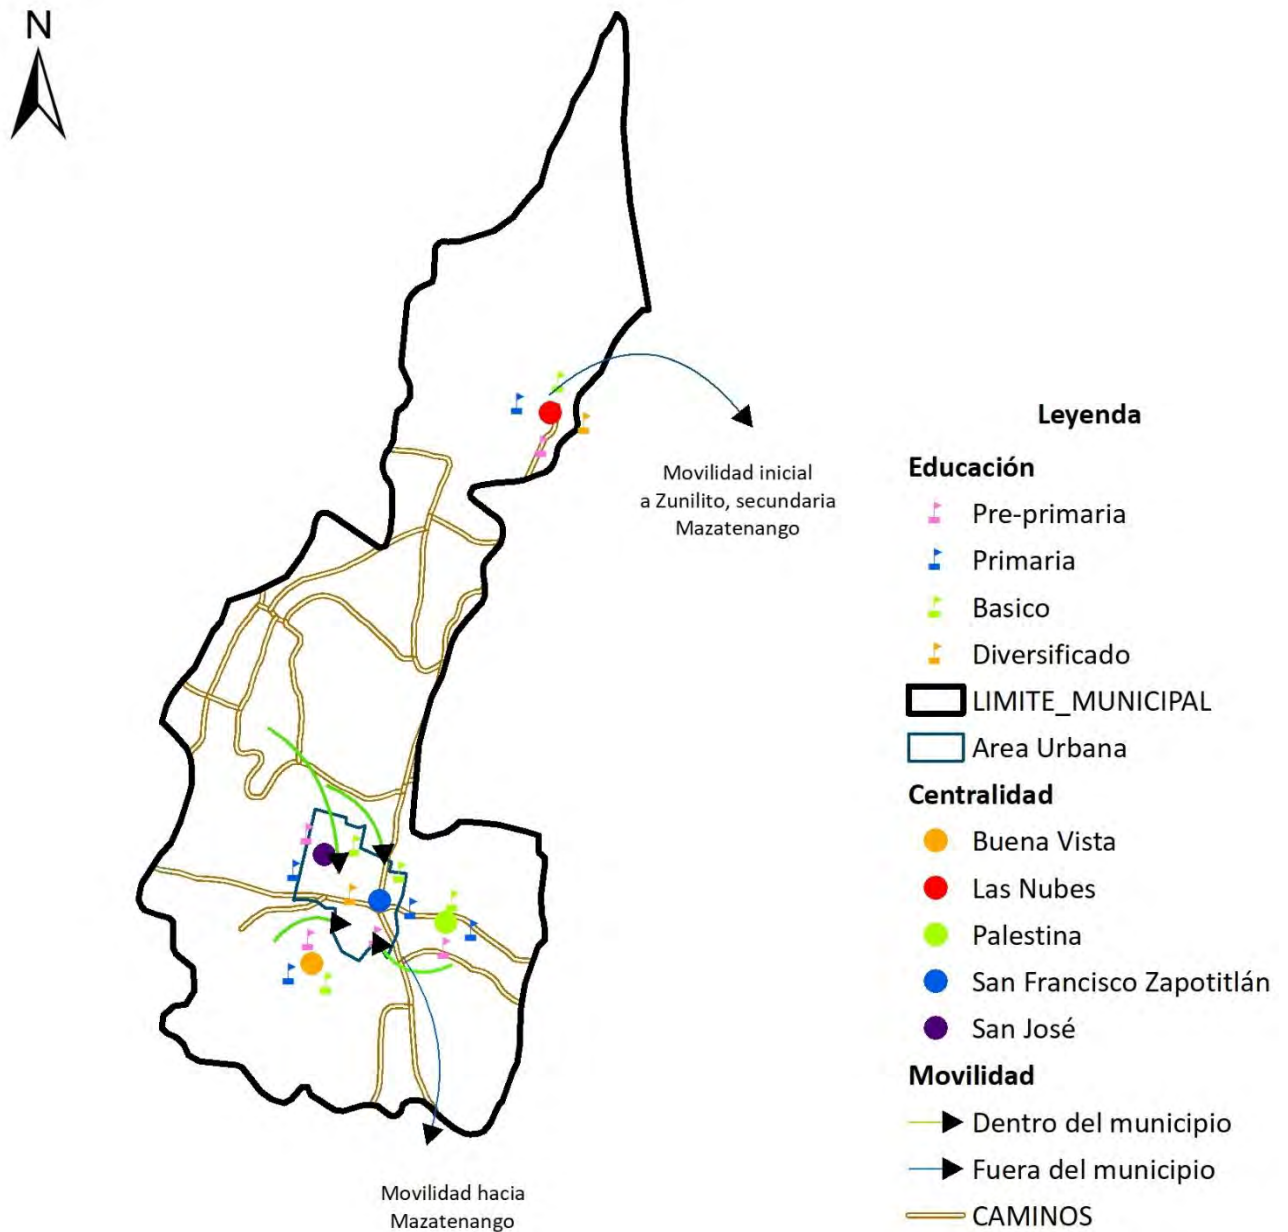 N
Movilidad inicial
a Zunilito, secundaria
Mazatenango
Movilidad hacia
Mazatenango
Leyenda
Educación
Pre-primaria
Primaria
Basico
Diversificado
LIMITE_MUNICIPAL
Area Urbana
Centralidad
Buena Vista
Las Nubes
Palestina
San Francisco Zapotitlán
San José
Movilidad
Dentro del municipio
Fuera del municipio
CAMINOS